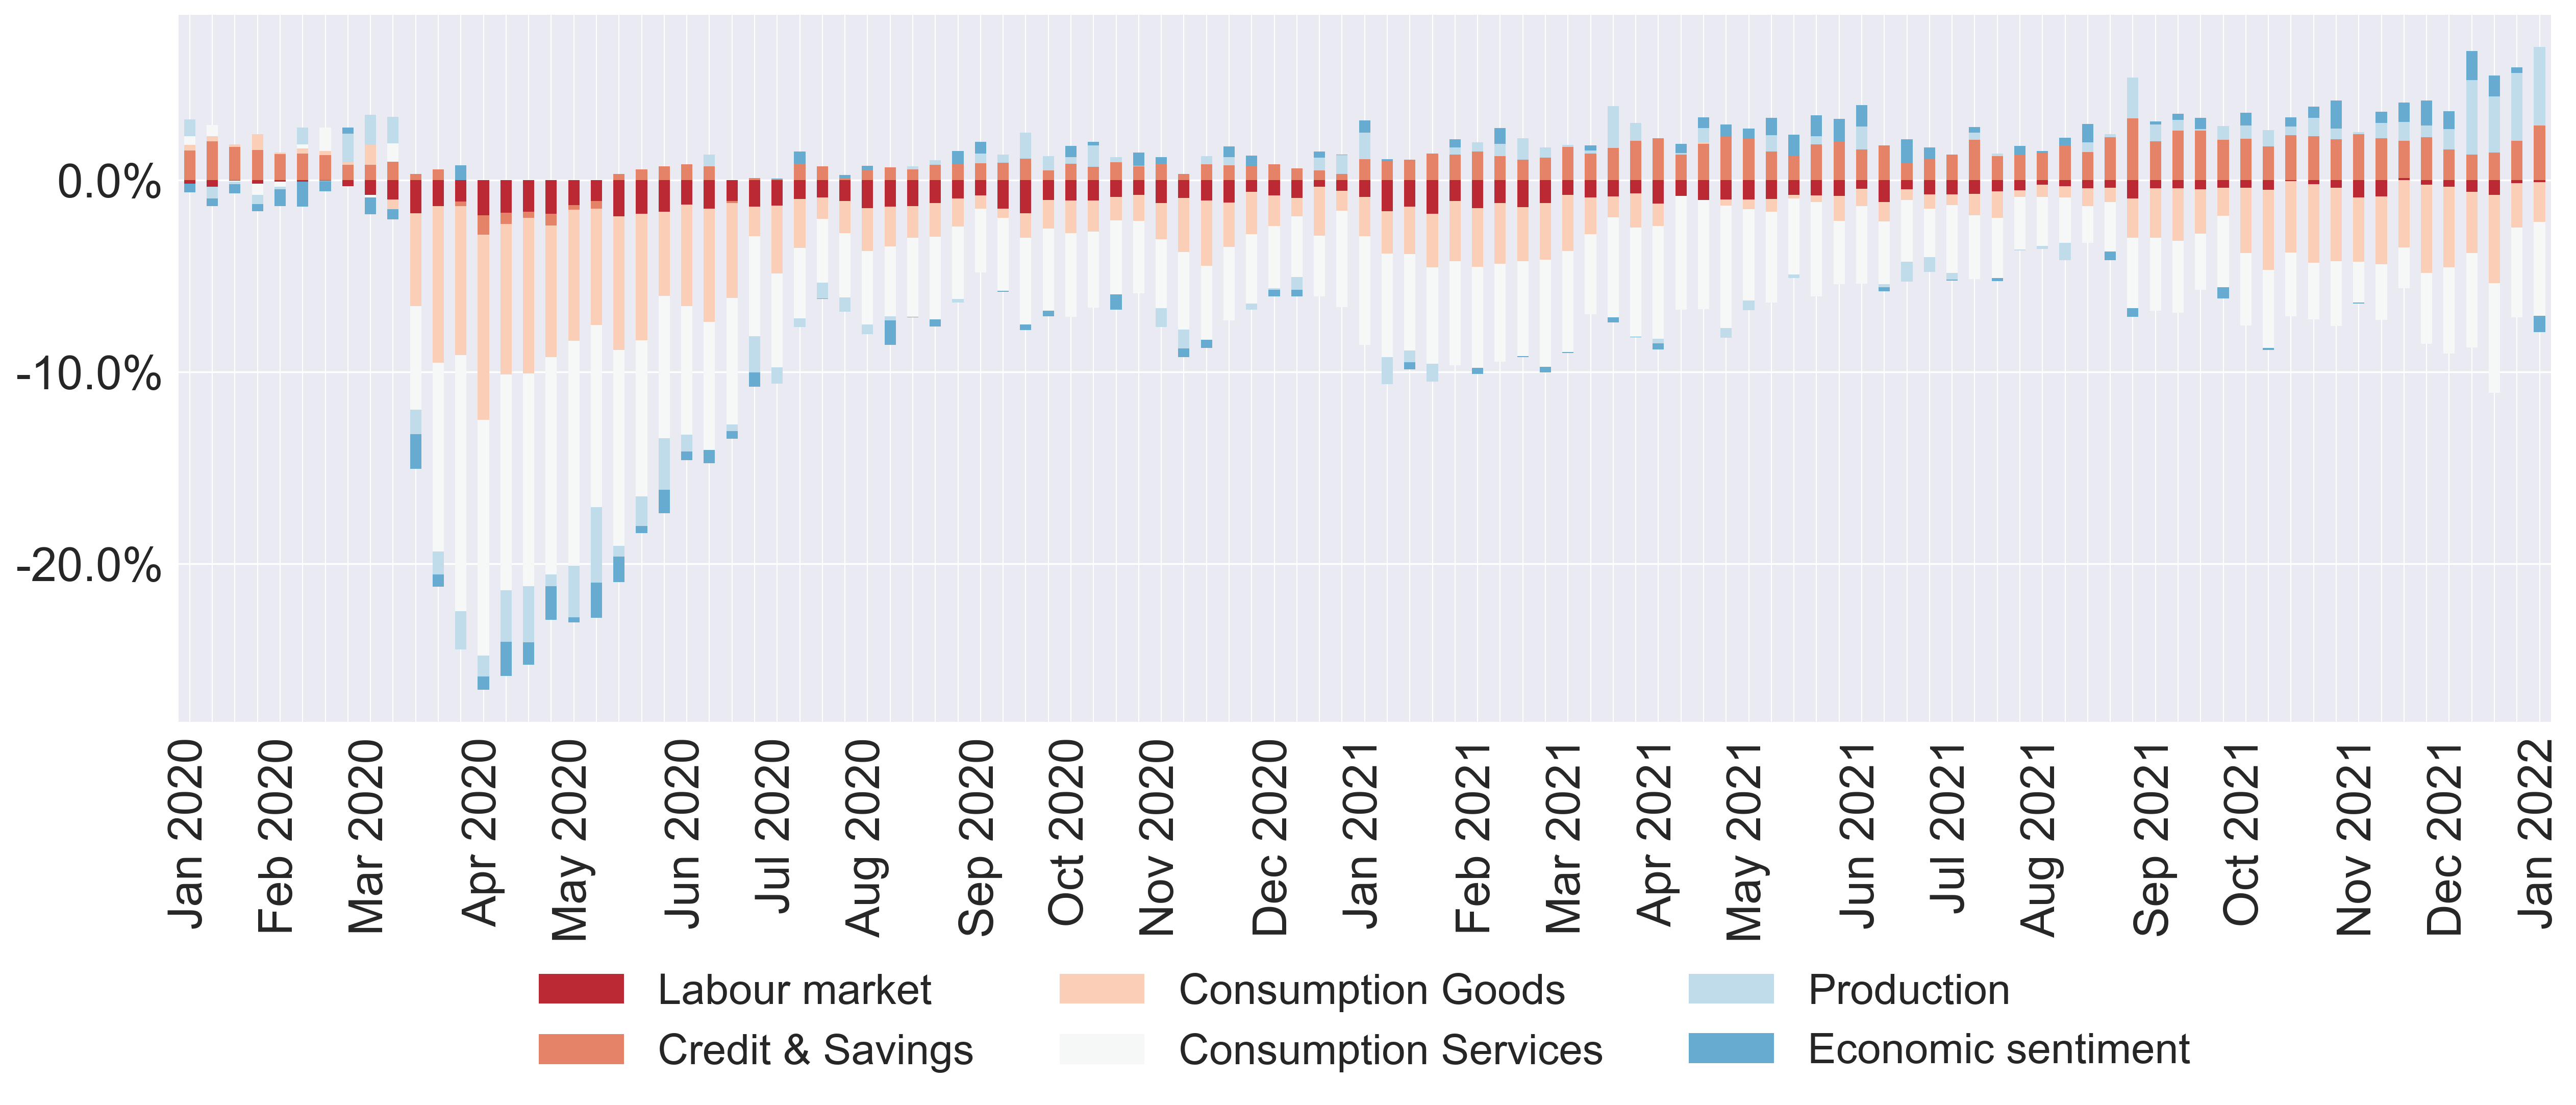 0.0%
-10.0%
-20.0%
Jan 2020
Feb 2020
Mar 2020
Apr 2020
May 2020
Jun 2020
Jul 2020
Aug 2020
Sep 2020
Oct 2020
Nov 2020
Dec 2020
Jan 2021
Feb 2021
Mar 2021
Apr 2021
May 2021
Jun 2021
Jul 2021
Aug 2021
Sep 2021
Oct 2021
Nov 2021
Dec 2021
Jan 2022
Labour market
Credit & Savings
Consumption Goods
Consumption Services
Production
Economic sentiment